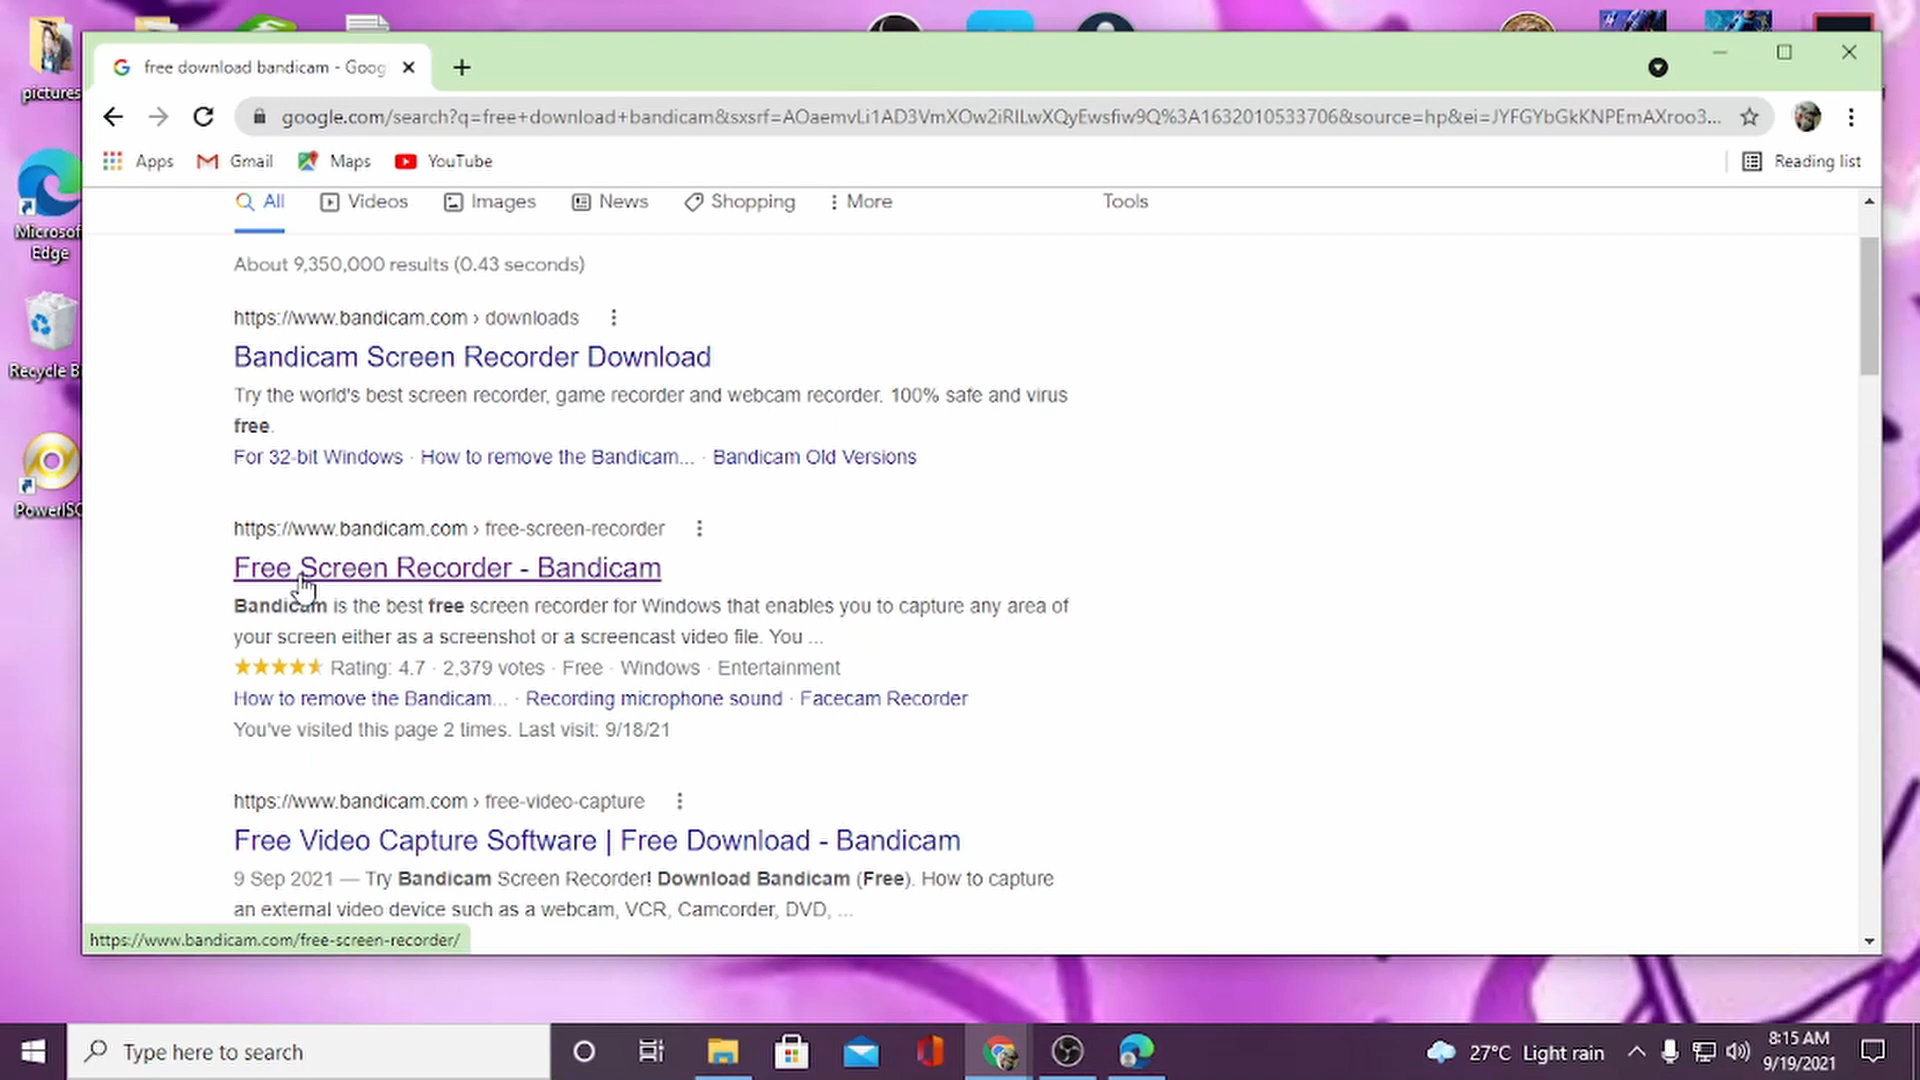 pictures
free download bandicam - Goog
google.com/search?q=free+download+bandicam&sxsrf=AOaemvLi1AD3VmXOw2iRlLwXQyEwsfiw9Q%3A1632010533706&source=hp&ei=JYFGYbGkKNPEmAXroo3...
Apps
Gmail
Maps
YouTube
Reading list
All
Videos
Images
News
Shopping
More
Tools
Microsof
Edge
Recycle B
PowerISO
About 9,350,000 results (0.43 seconds)
https://www.bandicam.com › downloads
Bandicam Screen Recorder Download
Try the world's best screen recorder, game recorder and webcam recorder. 100% safe and virus
free.
For 32-bit Windows · How to remove the Bandicam... · Bandicam Old Versions
https://www.bandicam.com › free-screen-recorder
Free Screen Recorder - Bandicam
Bandicam is the best free screen recorder for Windows that enables you to capture any area of
your screen either as a screenshot or a screencast video file. You ...
Rating: 4.7 · 2,379 votes · Free · Windows · Entertainment
How to remove the Bandicam... · Recording microphone sound · Facecam Recorder
You've visited this page 2 times. Last visit: 9/18/21
https://www.bandicam.com › free-video-capture
Free Video Capture Software | Free Download - Bandicam
9 Sep 2021 — Try Bandicam Screen Recorder! Download Bandicam (Free). How to capture
an external video device such as a webcam, VCR, Camcorder, DVD, ...
https://www.bandicam.com/free-screen-recorder/
Type here to search
27°C Light rain
8:15 AM
9/19/2021